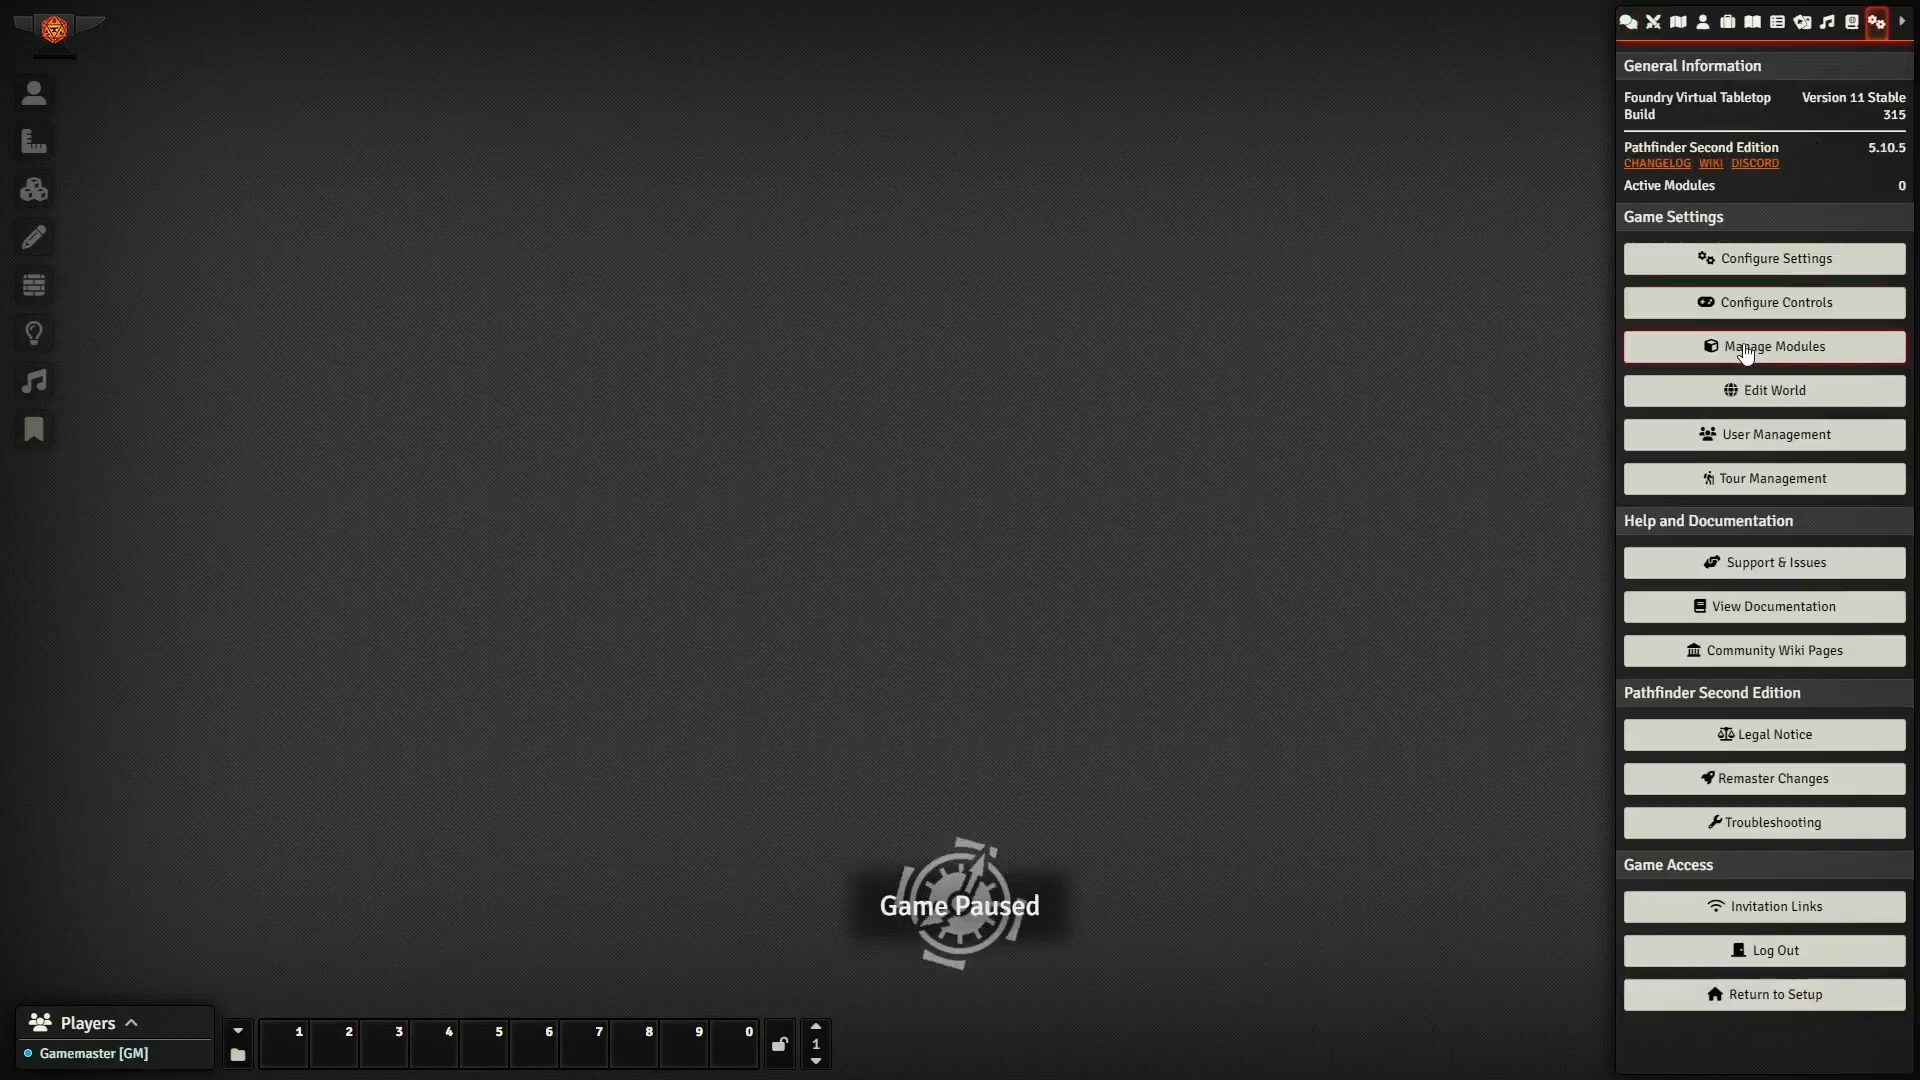 General Information
Foundry Virtual Tabletop Version 11 Stable
Build 315
Pathfinder Second Edition 5.10.5
CHANGELOG WIKI DISCORD
Active Modules 0
Game Settings
Configure Settings
Configure Controls
Manage Modules
Edit World
User Management
Tour Management
Help and Documentation
Support & Issues
View Documentation
Community Wiki Pages
Pathfinder Second Edition
Legal Notice
Remaster Changes
Troubleshooting
Game Access
Invitation Links
Log Out
Return to Setup
Game Paused
Players
Gamemaster [GM]
1 2 3 4 5 6 7 8 9 0
1